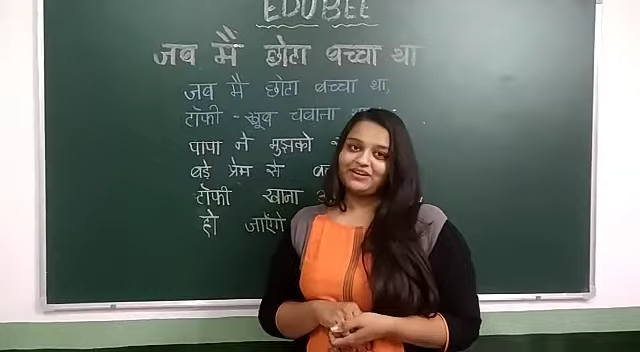 EDUBEE
जब मैं छोटा बच्चा था
जब मै छोटा बच्चा था,
टॉफी - खूब चबाना
पापा ने मुझको
बड़े प्रेम से
टॉफी खाना
हो जाएँगे